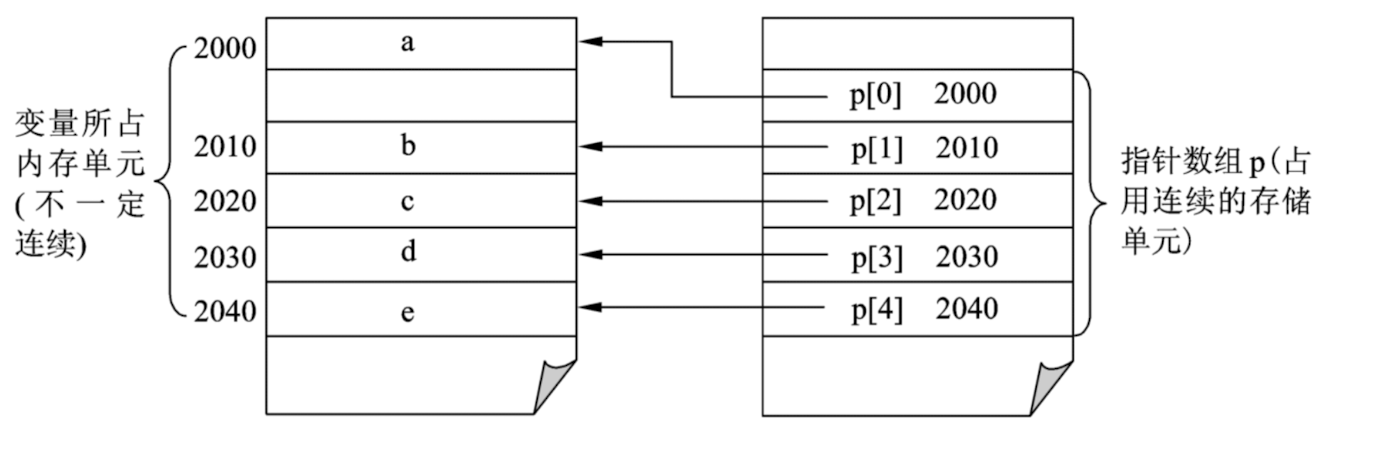 2000 a
p[0] 2000
变量所占
内存单元
(不一定
连续)
2010 b p[1] 2010
2020 c p[2] 2020
2030 d p[3] 2030
2040 e p[4] 2040
指针数组p(占
用连续的存储
单元)